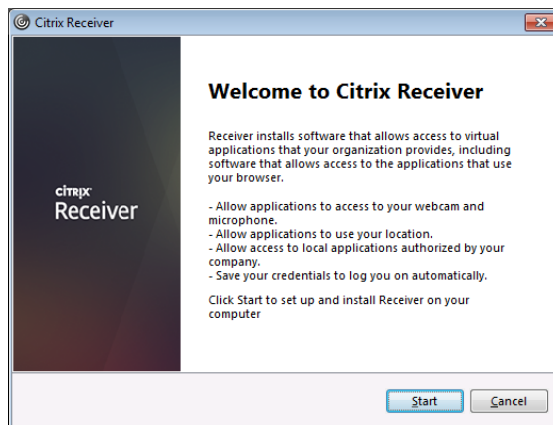 Citrix Receiver
Welcome to Citrix Receiver
Receiver installs software that allows access to virtual
applications that your organization provides, including
software that allows access to the applications that use
your browser.
- Allow applications to access to your webcam and
microphone.
- Allow applications to use your location.
- Allow access to local applications authorized by your
company.
- Save your credentials to log you on automatically.
Click Start to set up and install Receiver on your
computer
CİTRIX
Receiver
Start
Cancel